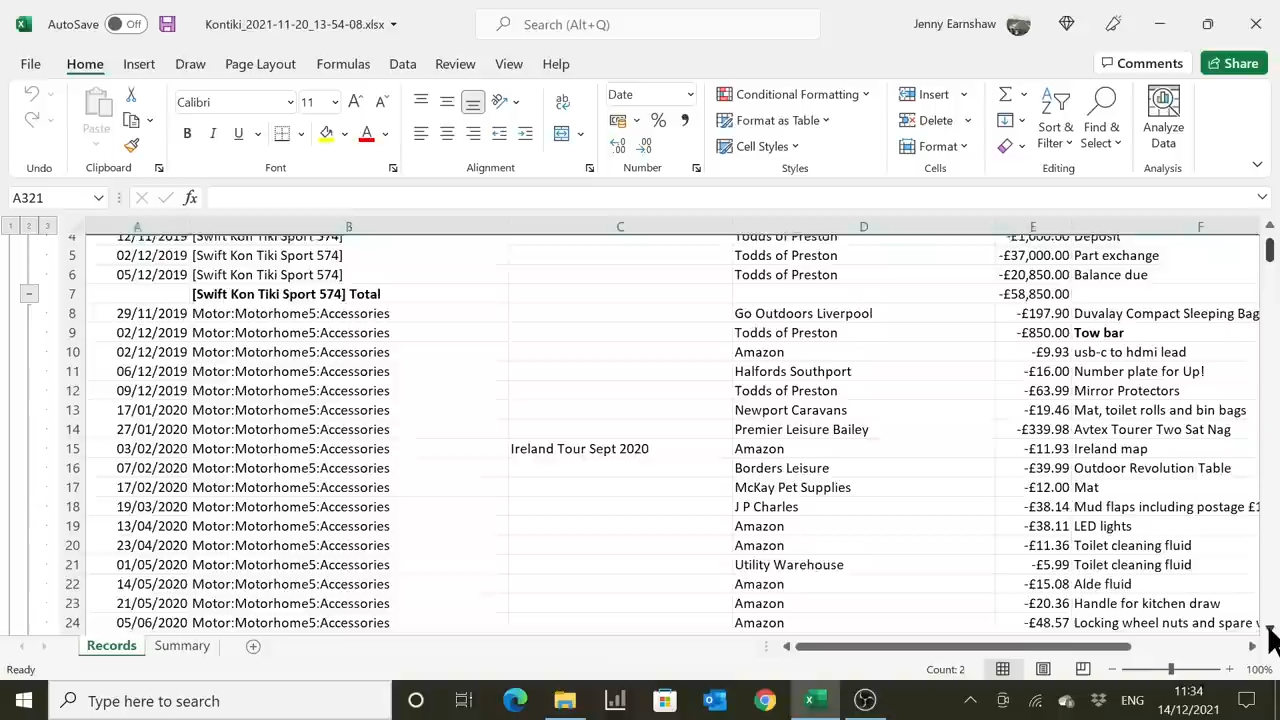 AutoSave Off Kontiki_2021-11-20_13-54-08.xlsx Search (Alt+Q) Jenny Earnshaw
File Home Insert Draw Page Layout Formulas Data Review View Help Comments Share
Calibri 11 Date Conditional Formatting Insert
Paste Format as Table Delete Sort & Find & Analyze
B I U A % Cell Styles Format Filter Select Data
Undo Clipboard Font Alignment Number Styles Cells Editing Analysis
A321 fx
1 2 3 A B C D E F
4 12/11/2019 [Swift Kon Tiki Sport 574] Todds of Preston -£1,000.00 Deposit
5 02/12/2019 [Swift Kon Tiki Sport 574] Todds of Preston -£37,000.00 Part exchange
6 05/12/2019 [Swift Kon Tiki Sport 574] Todds of Preston -£20,850.00 Balance due
7 [Swift Kon Tiki Sport 574] Total -£58,850.00
8 29/11/2019 Motor:Motorhome5:Accessories Go Outdoors Liverpool -£197.90 Duvalay Compact Sleeping Bag
9 02/12/2019 Motor:Motorhome5:Accessories Todds of Preston -£850.00 Tow bar
10 02/12/2019 Motor:Motorhome5:Accessories Amazon -£9.93 usb-c to hdmi lead
11 06/12/2019 Motor:Motorhome5:Accessories Halfords Southport -£16.00 Number plate for Up!
12 09/12/2019 Motor:Motorhome5:Accessories Todds of Preston -£63.99 Mirror Protectors
13 17/01/2020 Motor:Motorhome5:Accessories Newport Caravans -£19.46 Mat, toilet rolls and bin bags
14 27/01/2020 Motor:Motorhome5:Accessories Premier Leisure Bailey -£339.98 Avtex Tourer Two Sat Nag
15 03/02/2020 Motor:Motorhome5:Accessories Ireland Tour Sept 2020 Amazon -£11.93 Ireland map
16 07/02/2020 Motor:Motorhome5:Accessories Borders Leisure -£39.99 Outdoor Revolution Table
17 17/02/2020 Motor:Motorhome5:Accessories McKay Pet Supplies -£12.00 Mat
18 19/03/2020 Motor:Motorhome5:Accessories J P Charles -£38.14 Mud flaps including postage £1
19 13/04/2020 Motor:Motorhome5:Accessories Amazon -£38.11 LED lights
20 23/04/2020 Motor:Motorhome5:Accessories Amazon -£11.36 Toilet cleaning fluid
21 01/05/2020 Motor:Motorhome5:Accessories Utility Warehouse -£5.99 Toilet cleaning fluid
22 14/05/2020 Motor:Motorhome5:Accessories Amazon -£15.08 Alde fluid
23 21/05/2020 Motor:Motorhome5:Accessories Amazon -£20.36 Handle for kitchen draw
24 05/06/2020 Motor:Motorhome5:Accessories Amazon -£48.57 Locking wheel nuts and spare
Records Summary
Ready Count: 2 100%
Type here to search ENG 11:34
14/12/2021